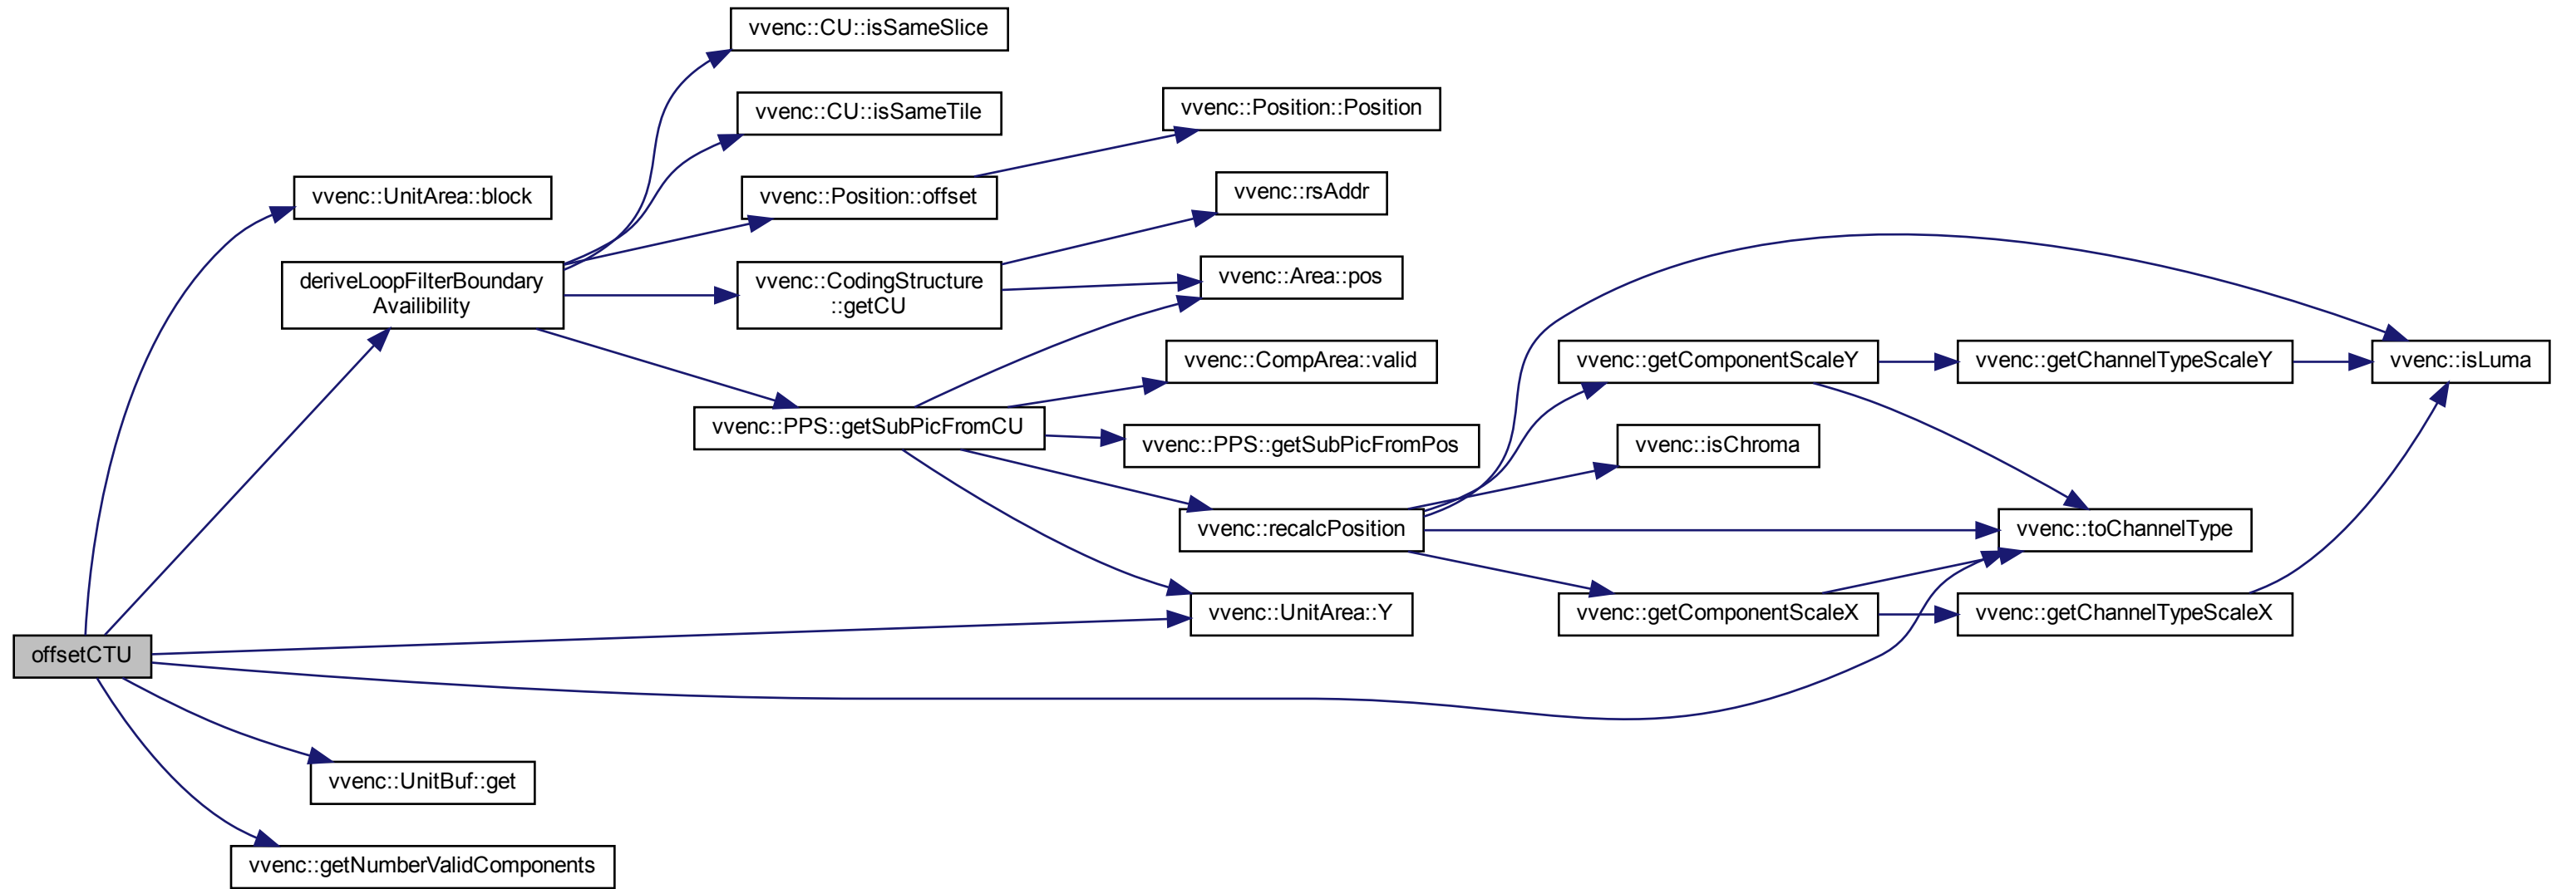 vvenc::CU::isSameSlice
vvenc::CU::isSameTile
vvenc::Position::Position
vvenc::UnitArea::block
vvenc::Position::offset
vvenc::rsAddr
deriveLoopFilterBoundary
Availibility
vvenc::CodingStructure
::getCU
vvenc::Area::pos
vvenc::CompArea::valid
vvenc::getComponentScaleY
vvenc::getChannelTypeScaleY
vvenc::isLuma
vvenc::PPS::getSubPicFromCU
vvenc::PPS::getSubPicFromPos
vvenc::isChroma
vvenc::recalcPosition
vvenc::toChannelType
vvenc::UnitArea::Y
vvenc::getComponentScaleX
vvenc::getChannelTypeScaleX
offsetCTU
vvenc::UnitBuf::get
vvenc::getNumberValidComponents